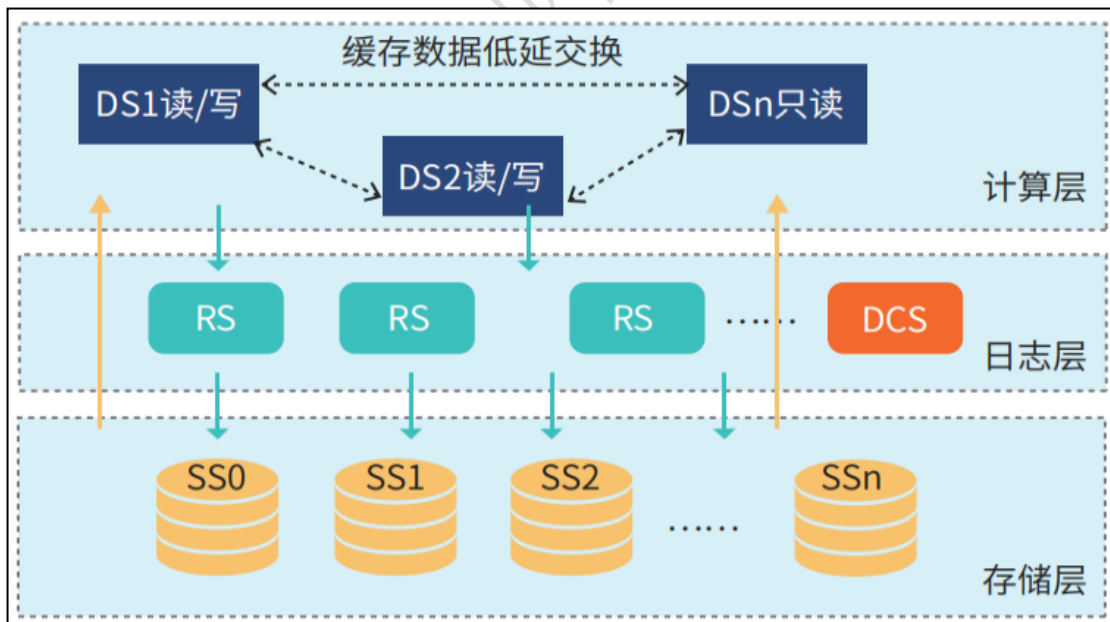 缓存数据低延交换
DS1读/写
DSn只读
DS2读/写
计算层
RS
RS
RS
……
DCS
日志层
SS0
SS1
SS2
……
SSn
存储层